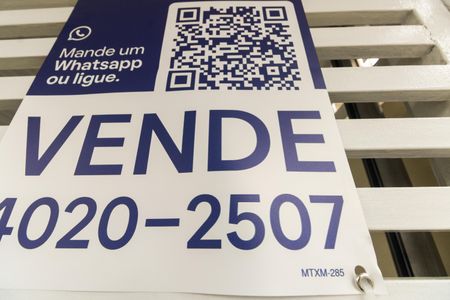 Mande um
Whatsapp
ou ligue.
VENDE
4020-2507
MTXM-285